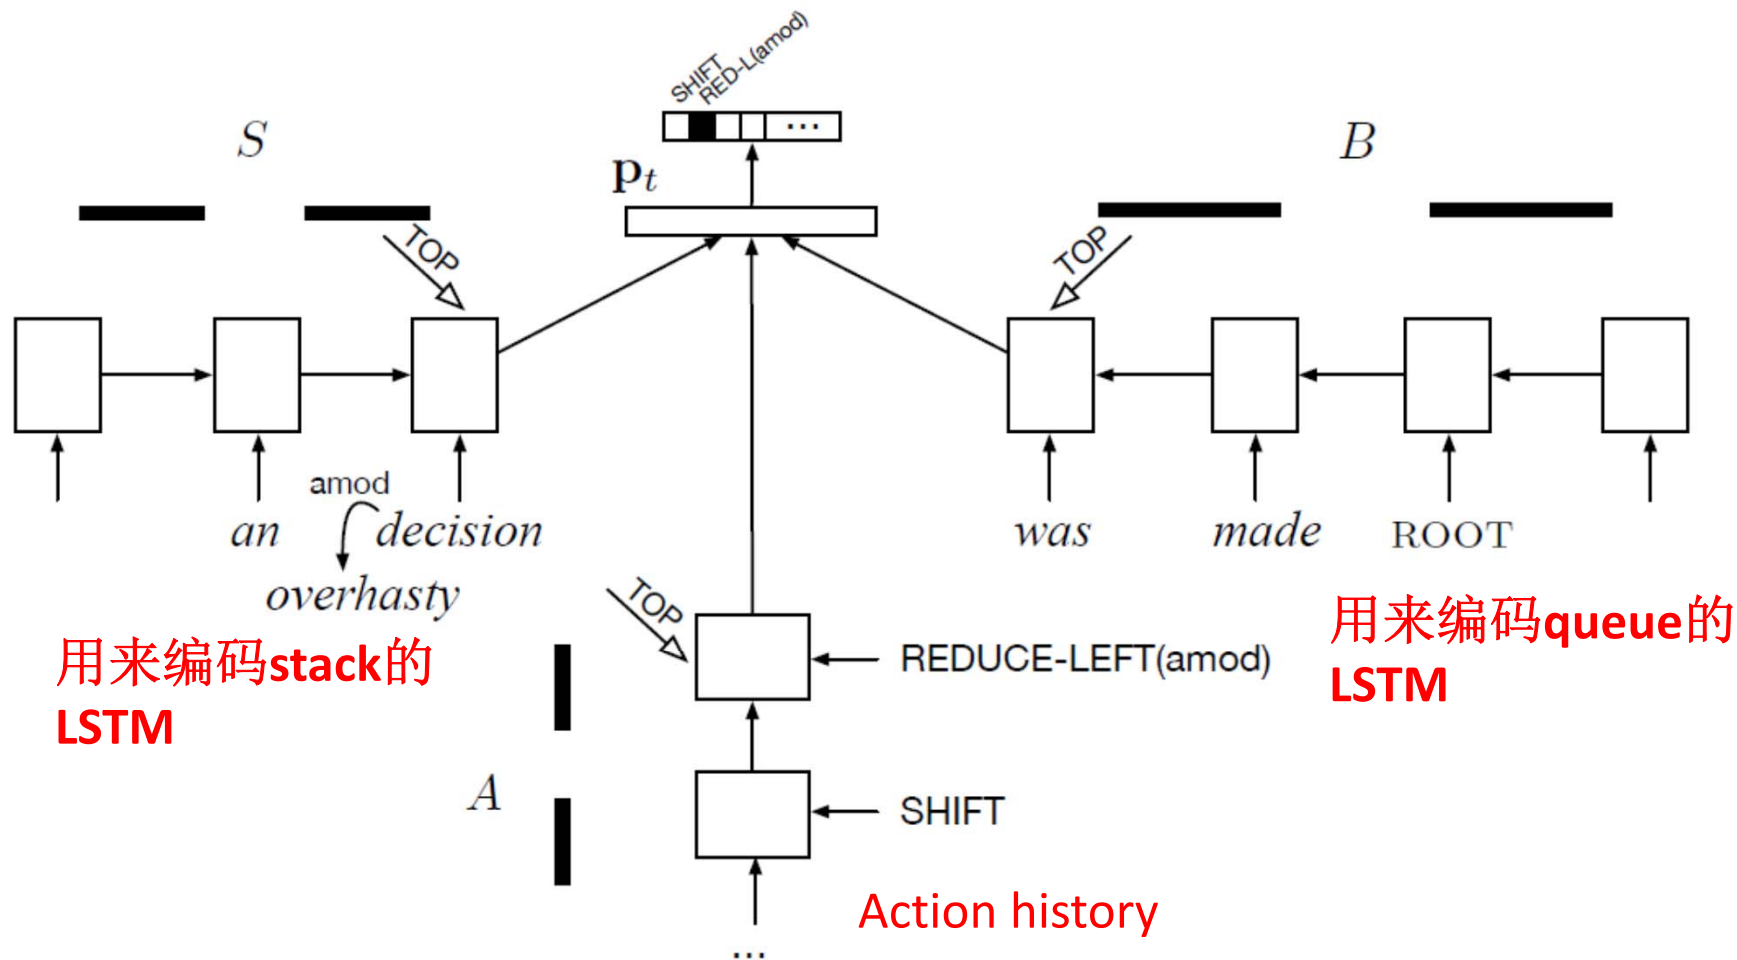 SHIFT
RED-L(amod)
...
S
p_t
B
TOP
TOP
amod
an
decision
overhasty
was
made
ROOT
用来编码stack的
LSTM
用来编码queue的
LSTM
TOP
REDUCE-LEFT(amod)
A
SHIFT
Action history
...